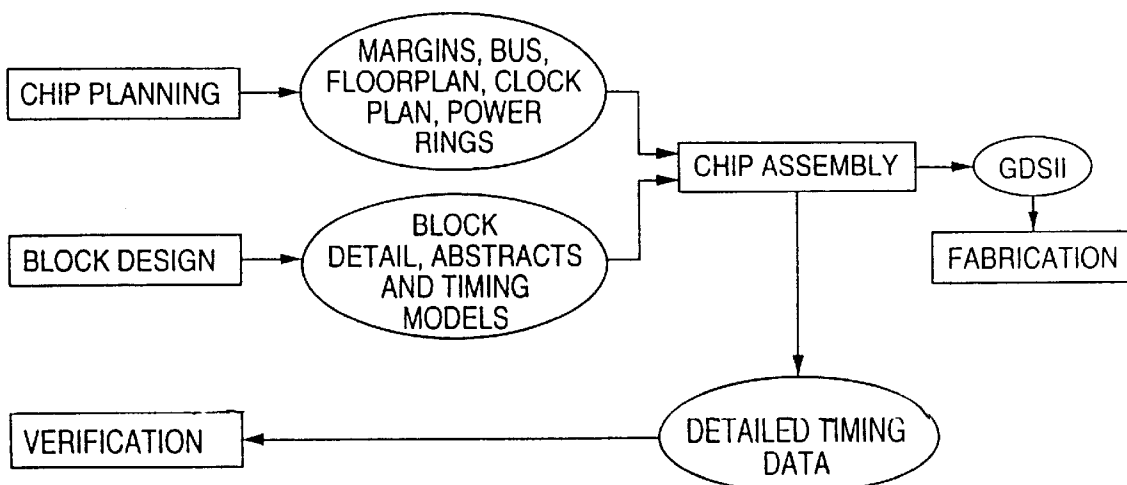 MARGINS, BUS,
FLOORPLAN, CLOCK
PLAN, POWER
RINGS
CHIP PLANNING
CHIP ASSEMBLY
GDSII
BLOCK
DETAIL, ABSTRACTS
AND TIMING
MODELS
BLOCK DESIGN
FABRICATION
VERIFICATION
DETAILED TIMING
DATA